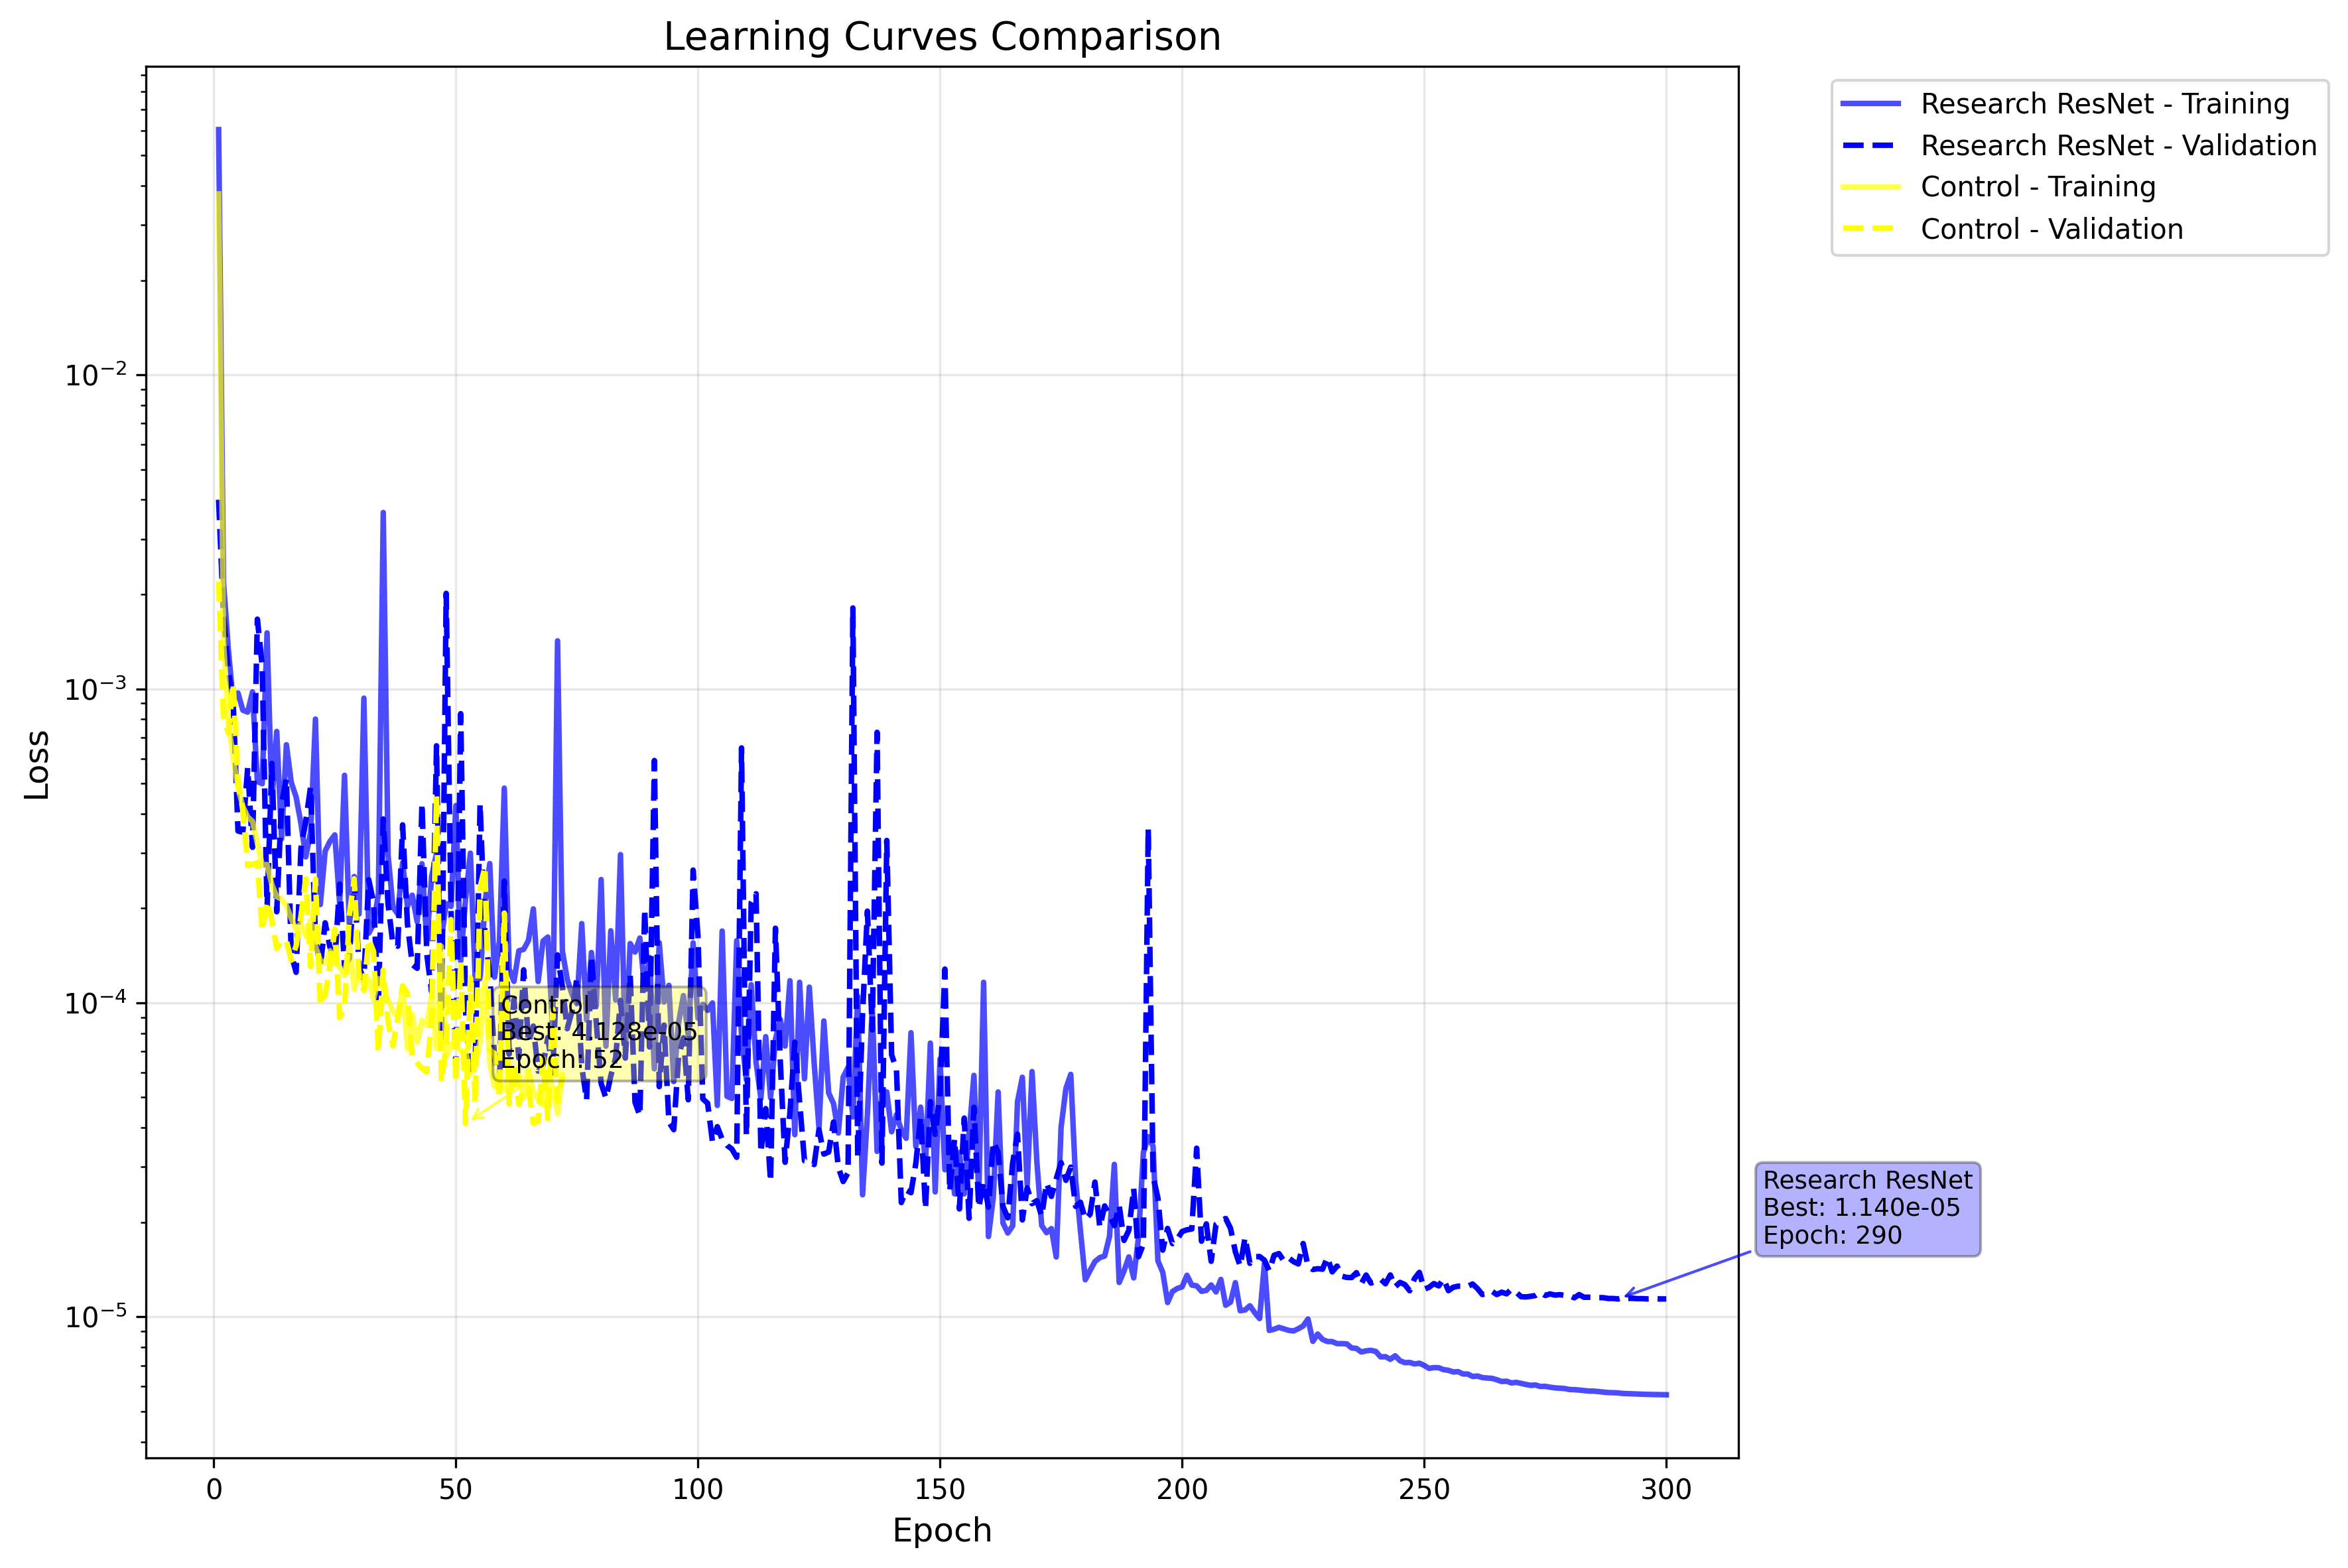 Learning Curves Comparison
Research ResNet - Training
Research ResNet - Validation
Control - Training
Control - Validation
10⁻²
10⁻³
10⁻⁴
10⁻⁵
Loss
Control
Best: 4.128e-05
Epoch: 52
Research ResNet
Best: 1.140e-05
Epoch: 290
0 50 100 150 200 250 300
Epoch